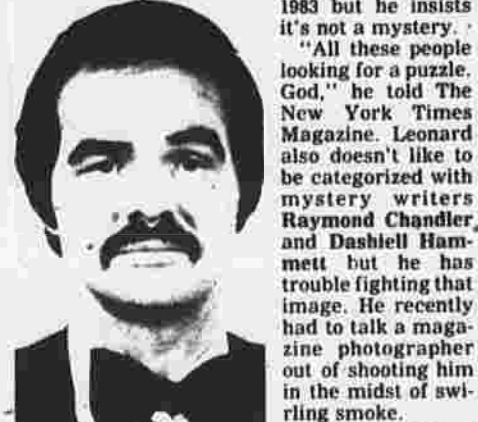 1983 but he insists
it's not a mystery.
"All these people
looking for a puzzle.
God," he told The
New York Times
Magazine. Leonard
also doesn't like to
be categorized with
mystery writers
Raymond Chandler
and Dashiell Ham-
mett but he has
trouble fighting that
image. He recently
had to talk a maga-
zine photographer
out of shooting him
in the midst of swi-
rling smoke.